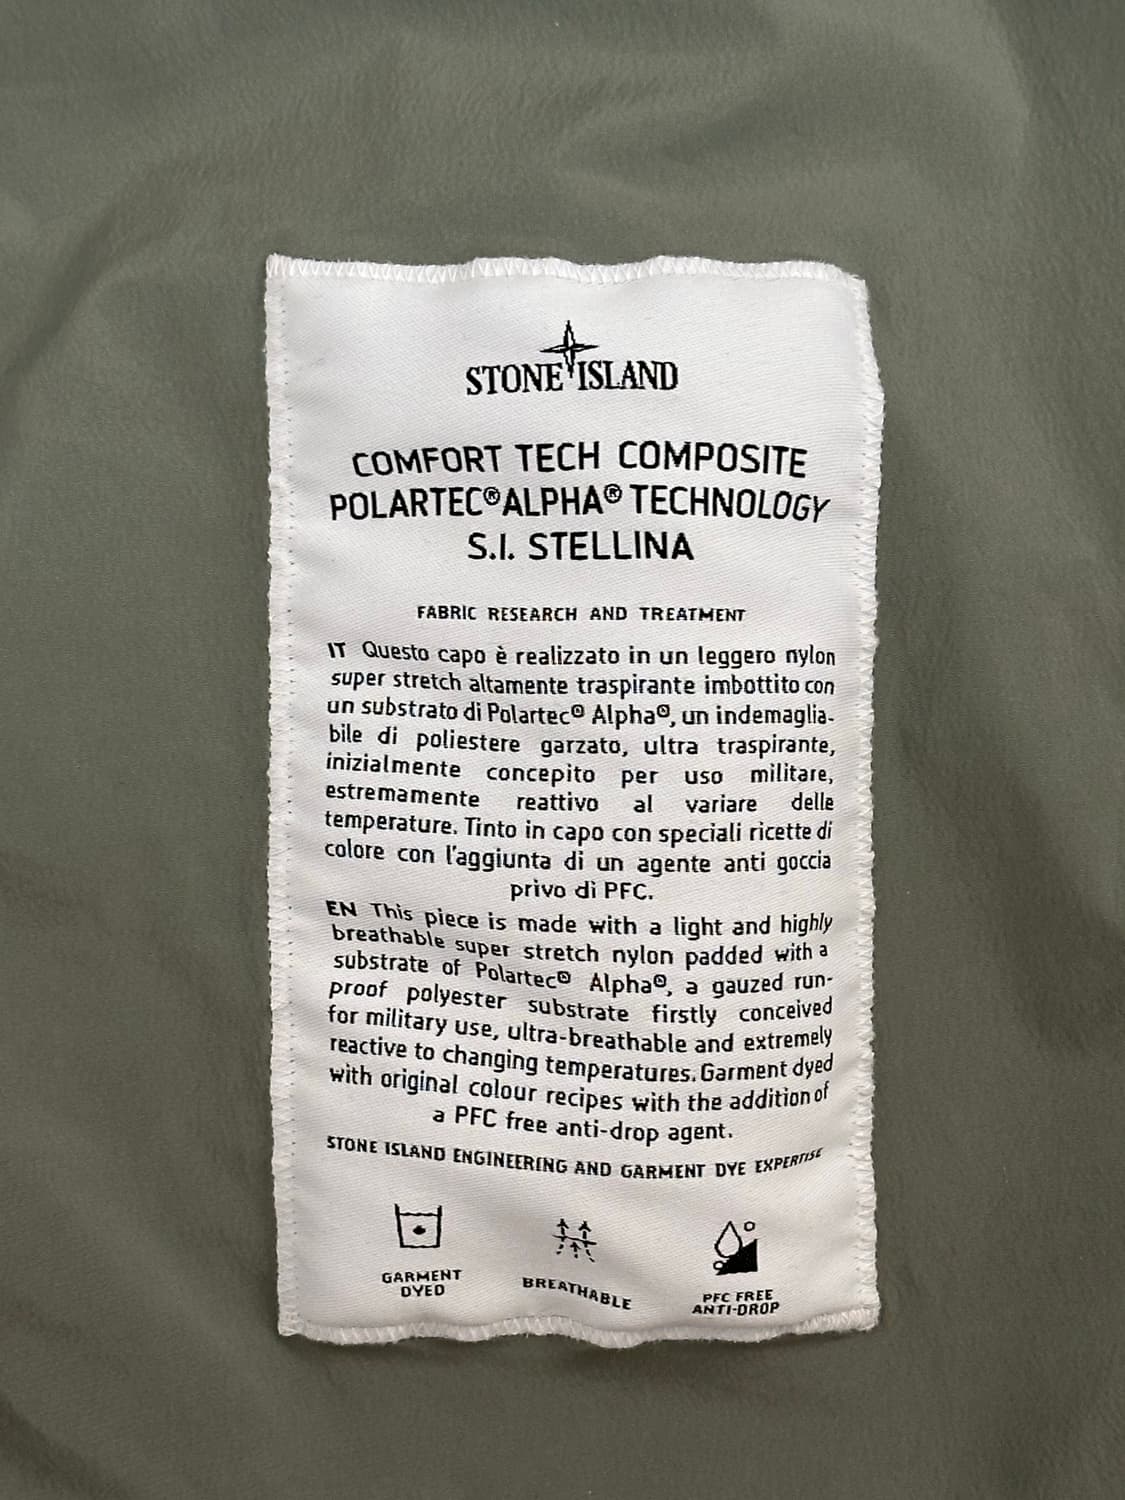 STONE ISLAND
COMFORT TECH COMPOSITE
POLARTEC®ALPHA® TECHNOLOGY
S.I. STELLINA
FABRIC RESEARCH AND TREATMENT
IT Questo capo è realizzato in un leggero nylon
super stretch altamente traspirante imbottito con
un substrato di Polartec® Alpha®, un indemaglia-
bile di poliestere garzato, ultra traspirante,
inizialmente concepito per uso militare,
estremamente reattivo al variare delle
temperature. Tinto in capo con speciali ricette di
colore con l'aggiunta di un agente anti goccia
privo di PFC.
EN This piece is made with a light and highly
breathable super stretch nylon padded with a
substrate of Polartec® Alpha®, a gauzed run-
proof polyester substrate firstly conceived
for military use, ultra-breathable and extremely
reactive to changing temperatures. Garment dyed
with original colour recipes with the addition of
a PFC free anti-drop agent.
STONE ISLAND ENGINEERING AND GARMENT DYE EXPERTISE
GARMENT
DYED
BREATHABLE
PFC FREE
ANTI-DROP